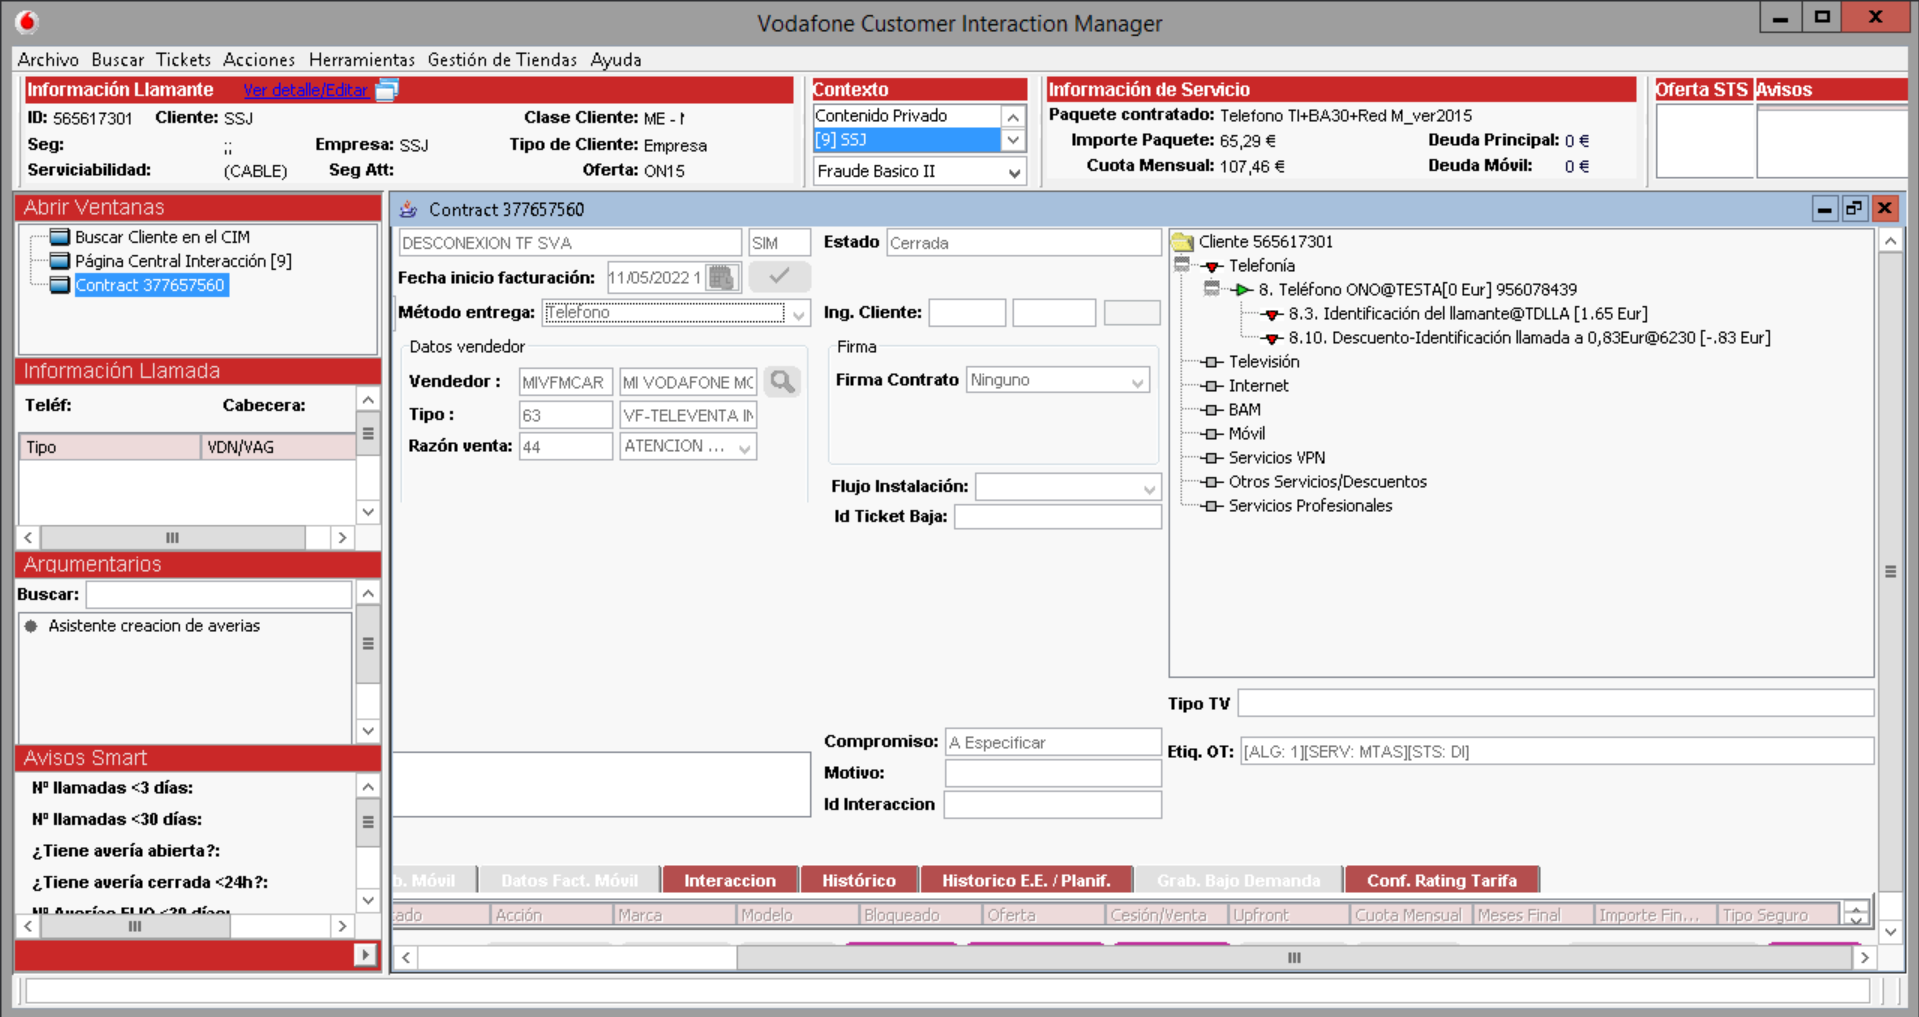 Vodafone Customer Interaction Manager
Archivo Buscar Tickets Acciones Herramientas Gestión de Tiendas Ayuda
Información Llamante Ver detalle/Editar
ID: 565617301 Cliente: SSJ Clase Cliente: ME -
Seg: ;; Empresa: SSJ Tipo de Cliente: Empresa
Serviciabilidad: (CABLE) Seg Att: Oferta: ON15
Contexto
Contenido Privado
[9] SSJ
Fraude Basico II
Información de Servicio
Paquete contratado: Telefono TI+BA30+Red M_ver2015
Importe Paquete: 65,29 € Deuda Principal: 0 €
Cuota Mensual: 107,46 € Deuda Móvil: 0 €
Oferta STS Avisos
Abrir Ventanas
Buscar Cliente en el CIM
Página Central Interacción [9]
Contract 377657560
Información Llamada
Teléf: Cabecera:
Tipo VDN/VAG
Argumentarios
Buscar:
Asistente creacion de averias
Avisos Smart
Nº llamadas <3 días:
Nº llamadas <30 días:
¿Tiene avería abierta?:
¿Tiene avería cerrada <24h?:
Contract 377657560
DESCONEXION TF SVA SIM Estado Cerrada
Fecha inicio facturación: 11/05/2022 1
Método entrega: Telefono Ing. Cliente:
Datos vendedor
Vendedor : MIVFMCAR MI VODAFONE MC
Tipo : 63 VF-TELEVENTA IN
Razón venta: 44 ATENCION ...
Firma
Firma Contrato Ninguno
Flujo Instalación:
Id Ticket Baja:
Cliente 565617301
Telefonía
8. Teléfono ONO@TESTA[0 Eur] 956078439
8.3. Identificación del llamante@TDLLA [1.65 Eur]
8.10. Descuento-Identificación llamada a 0,83Eur@6230 [-.83 Eur]
Televisión
Internet
BAM
Móvil
Servicios VPN
Otros Servicios/Descuentos
Servicios Profesionales
Tipo TV
Compromiso: A Especificar
Etiq. OT: [ALG: 1][SERV: MTAS][STS: DI]
Motivo:
Id Interaccion
b. Móvil Datos Fact. Móvil Interaccion Histórico Historico E.E. / Planif. Grab. Bajo Demanda Conf. Rating Tarifa
ado Acción Marca Modelo Bloqueado Oferta Cesión/Venta Upfront Cuota Mensual Meses Final Importe Fin... Tipo Seguro